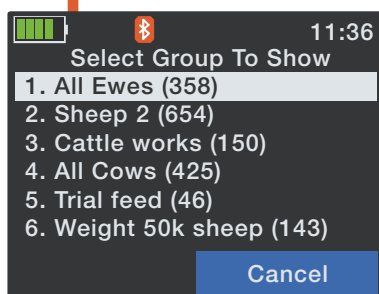 11:36
Select Group To Show
1. All Ewes (358)
2. Sheep 2 (654)
3. Cattle works (150)
4. All Cows (425)
5. Trial feed (46)
6. Weight 50k sheep (143)
Cancel